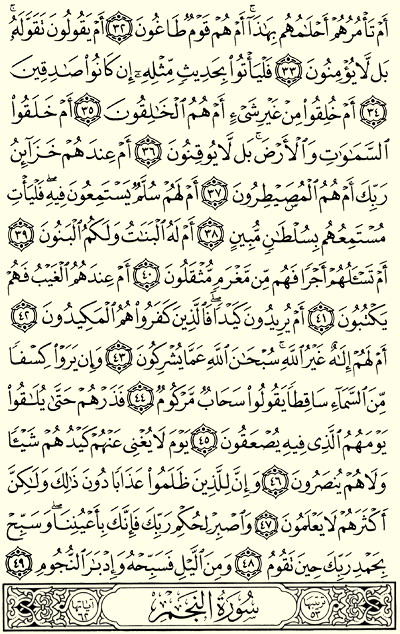 أَمْ تَأْمُرُهُمْ أَحْلَٰمُهُم بِهَٰذَآ ۚ أَمْ هُمْ قَوْمٌ طَاغُونَ ٣٢ أَمْ يَقُولُونَ تَقَوَّلَهُۥ ۚ
بَل لَّا يُؤْمِنُونَ ٣٣ فَلْيَأْتُوا۟ بِحَدِيثٍ مِّثْلِهِۦٓ إِن كَانُوا۟ صَٰدِقِينَ
٣٤ أَمْ خُلِقُوا۟ مِنْ غَيْرِ شَىْءٍ أَمْ هُمُ ٱلْخَٰلِقُونَ ٣٥ أَمْ خَلَقُوا۟
ٱلسَّمَٰوَٰتِ وَٱلْأَرْضَ ۚ بَل لَّا يُوقِنُونَ ٣٦ أَمْ عِندَهُمْ خَزَآئِنُ
رَبِّكَ أَمْ هُمُ ٱلْمُصَۜيْطِرُونَ ٣٧ أَمْ لَهُمْ سُلَّمٌ يَسْتَمِعُونَ فِيهِ ۖ فَلْيَأْتِ
مُسْتَمِعُهُم بِسُلْطَٰنٍ مُّبِينٍ ٣٨ أَمْ لَهُ ٱلْبَنَٰتُ وَلَكُمُ ٱلْبَنُونَ ٣٩
أَمْ تَسْـَٔلُهُمْ أَجْرًا فَهُم مِّن مَّغْرَمٍ مُّثْقَلُونَ ٤٠ أَمْ عِندَهُمُ ٱلْغَيْبُ فَهُمْ
يَكْتُبُونَ ٤١ أَمْ يُرِيدُونَ كَيْدًا ۖ فَٱلَّذِينَ كَفَرُوا۟ هُمُ ٱلْمَكِيدُونَ ٤٢
أَمْ لَهُمْ إِلَٰهٌ غَيْرُ ٱللَّهِ ۚ سُبْحَٰنَ ٱللَّهِ عَمَّا يُشْرِكُونَ ٤٣ وَإِن يَرَوْا۟ كِسْفًا
مِّنَ ٱلسَّمَآءِ سَاقِطًا يَقُولُوا۟ سَحَابٌ مَّرْكُومٌ ٤٤ فَذَرْهُمْ حَتَّىٰ يُلَٰقُوا۟
يَوْمَهُمُ ٱلَّذِى فِيهِ يُصْعَقُونَ ٤٥ يَوْمَ لَا يُغْنِى عَنْهُمْ كَيْدُهُمْ شَيْـًٔا
وَلَا هُمْ يُنصَرُونَ ٤٦ وَإِنَّ لِلَّذِينَ ظَلَمُوا۟ عَذَابًا دُونَ ذَٰلِكَ وَلَٰكِنَّ
أَكْثَرَهُمْ لَا يَعْلَمُونَ ٤٧ وَٱصْبِرْ لِحُكْمِ رَبِّكَ فَإِنَّكَ بِأَعْيُنِنَا ۖ وَسَبِّحْ
بِحَمْدِ رَبِّكَ حِينَ تَقُومُ ٤٨ وَمِنَ ٱلَّيْلِ فَسَبِّحْهُ وَإِدْبَٰرَ ٱلنُّجُومِ ٤٩
ترتيبها ٥٣ سُورَةُ النَّجْمِ آياتها ٦٢